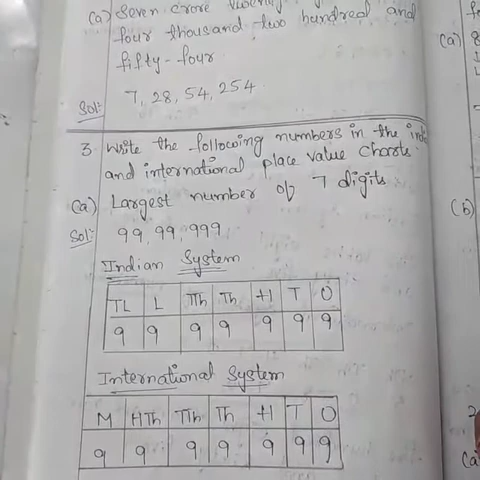 (a) Seven crore twenty
four thousand two hundred and
fifty-four
Sol:
7, 28, 54, 254
3 Write the following numbers in the
and international place value charts.
(a) Largest number of 7 digits
Sol: 99, 99, 999
Indian System
TL L TTh Th H T O
9 9 9 9 9 9 9
International System
M HTh TTh Th H T O
9 9 9 9 9 9 9
(a)
(b)
(a